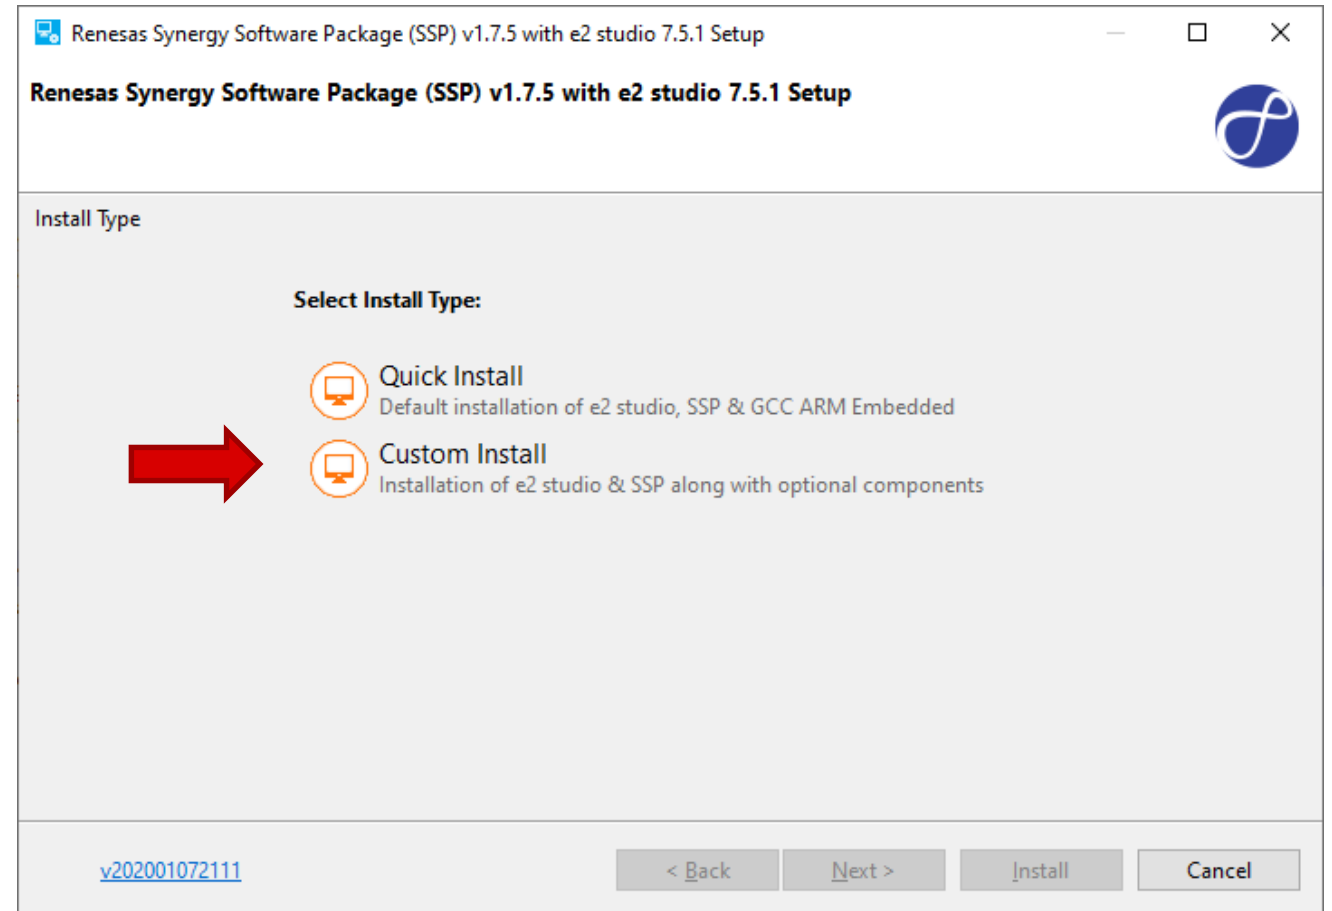 Renesas Synergy Software Package (SSP) v1.7.5 with e2 studio 7.5.1 Setup
Renesas Synergy Software Package (SSP) v1.7.5 with e2 studio 7.5.1 Setup
Install Type
Select Install Type:
Quick Install
Default installation of e2 studio, SSP & GCC ARM Embedded
Custom Install
Installation of e2 studio & SSP along with optional components
v202001072111
< Back
Next >
Install
Cancel